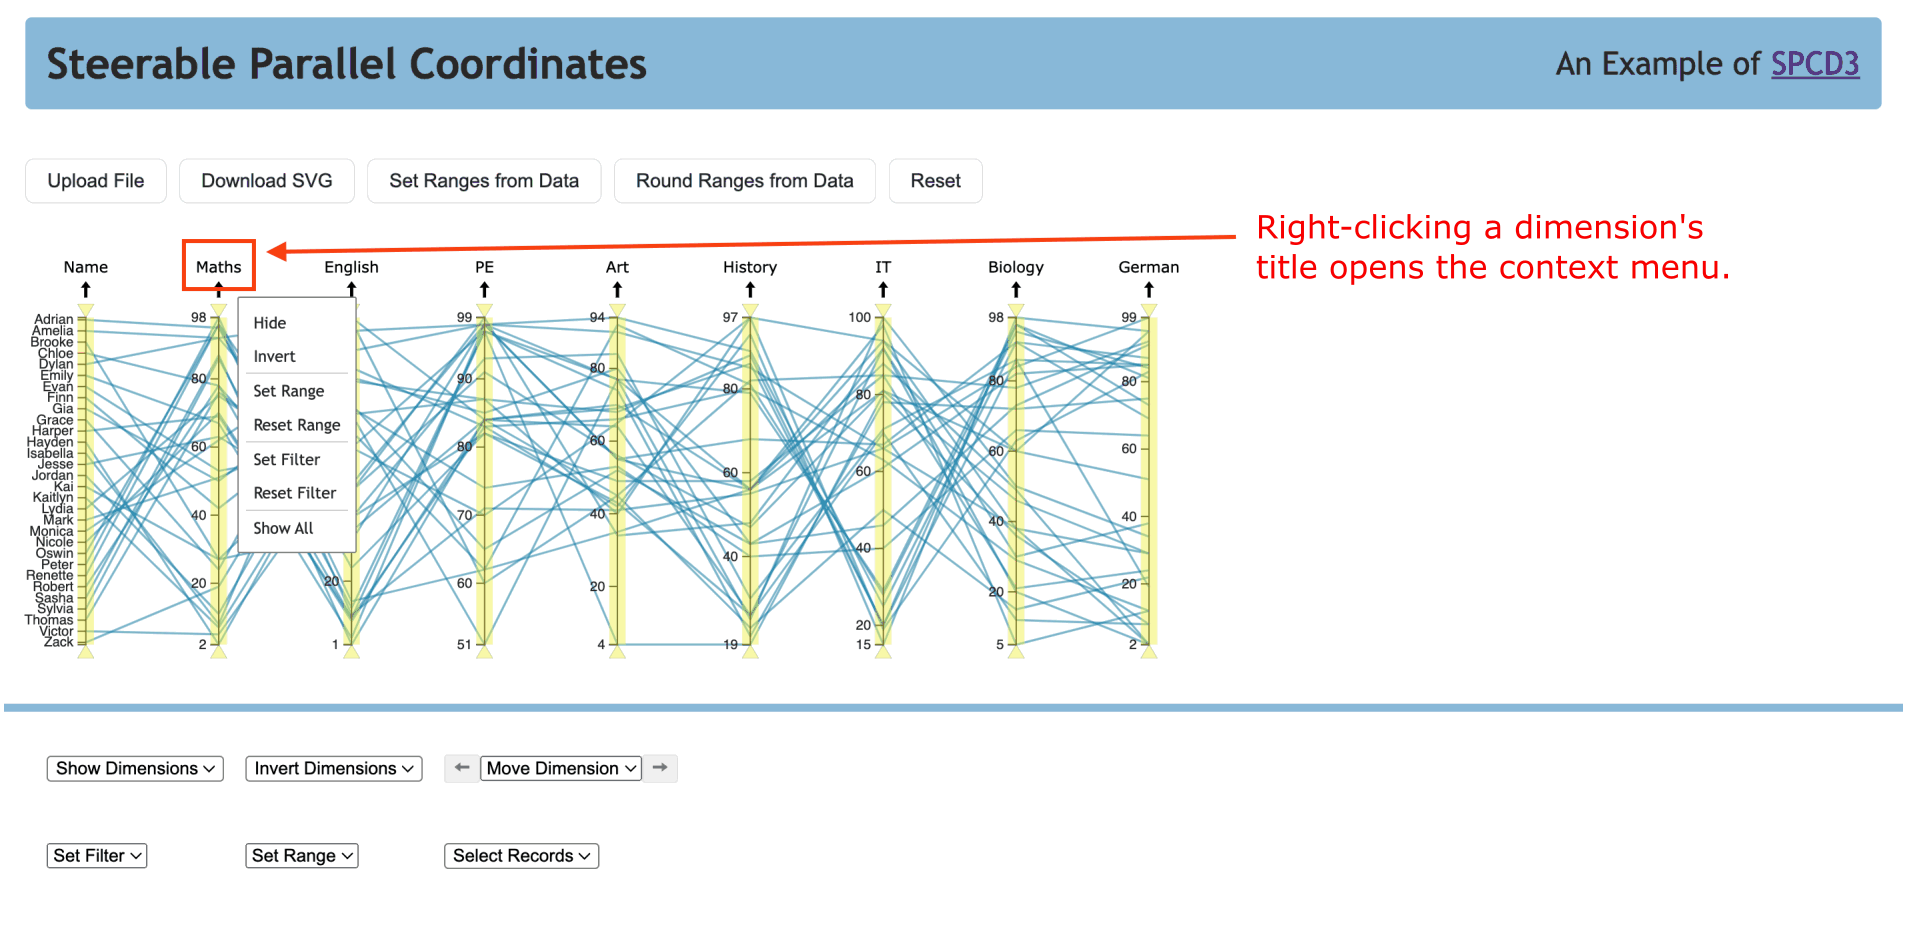 Steerable Parallel Coordinates
An Example of SPCD3
Upload File
Download SVG
Set Ranges from Data
Round Ranges from Data
Reset
Right-clicking a dimension's
title opens the context menu.
Name
Maths
English
PE
Art
History
IT
Biology
German
Adrian
Amelia
Brooke
Chloe
Dylan
Emily
Evan
Finn
Gia
Grace
Harper
Hayden
Isabella
Jesse
Jordan
Kai
Kaitlyn
Lydia
Mark
Monica
Nicole
Oswin
Peter
Renette
Robert
Sasha
Sylvia
Thomas
Victor
Zack
98
80
60
40
20
2
Hide
Invert
Set Range
Reset Range
Set Filter
Reset Filter
Show All
20
1
99
90
80
70
60
51
94
80
60
40
20
4
97
80
60
40
19
100
80
60
40
20
15
98
80
60
40
20
5
99
80
60
40
20
2
Show Dimensions
Invert Dimensions
Move Dimension
Set Filter
Set Range
Select Records